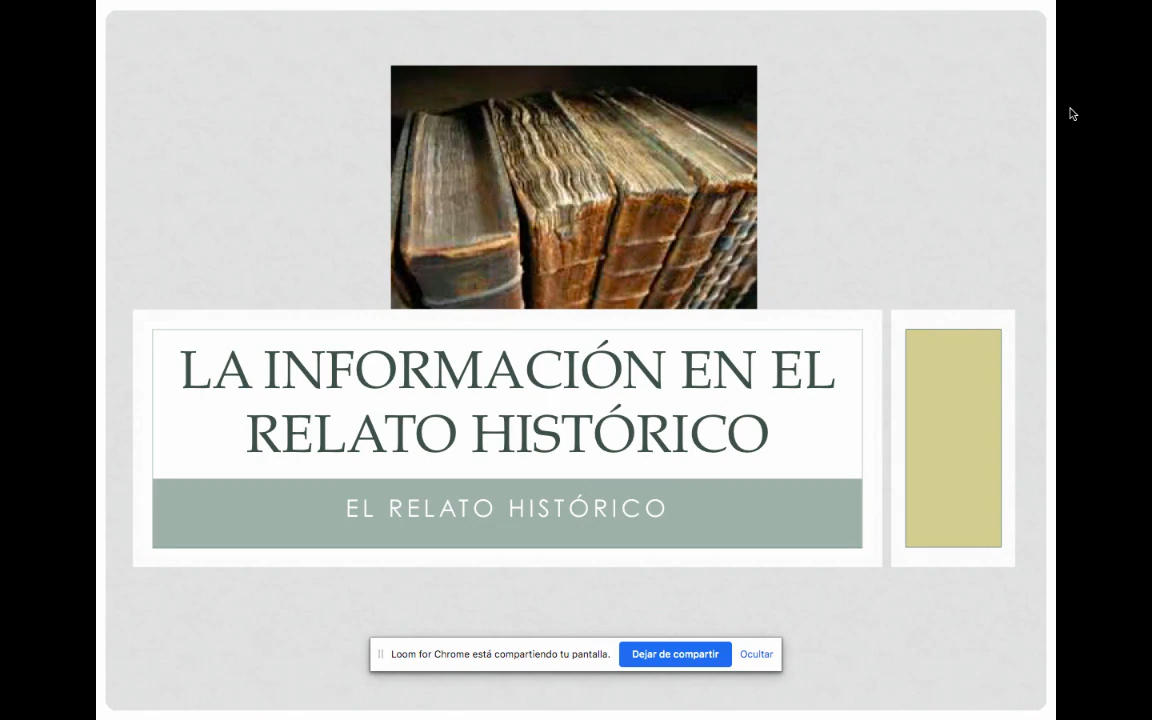 LA INFORMACIÓN EN EL
RELATO HISTÓRICO
EL RELATO HISTÓRICO
Loom for Chrome está compartiendo tu pantalla. Dejar de compartir Ocultar